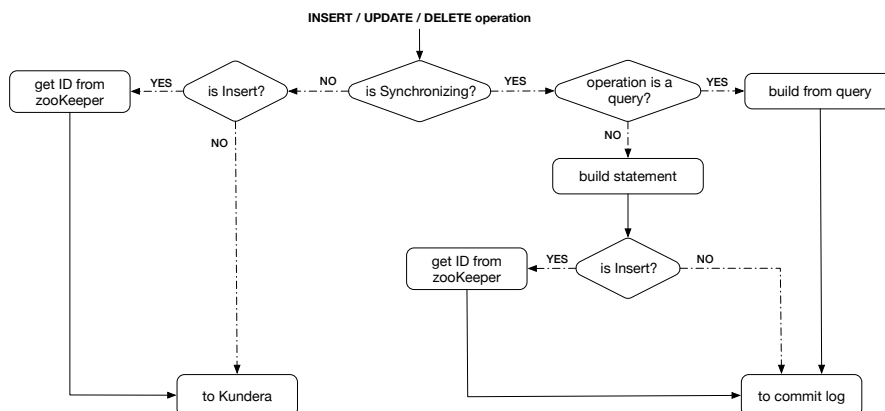 INSERT / UPDATE / DELETE operation
get ID from
zooKeeper
YES
is Insert?
NO
is Synchronizing?
YES
operation is a
query?
YES
build from query
NO
NO
build statement
get ID from
zooKeeper
YES
is Insert?
NO
to Kundera
to commit log